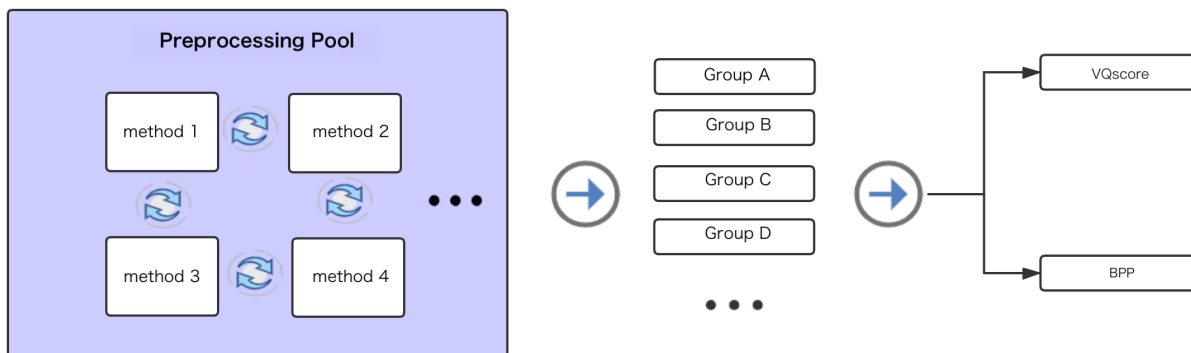 Preprocessing Pool
method 1
method 2
method 3
method 4
Group A
Group B
Group C
Group D
VQscore
BPP